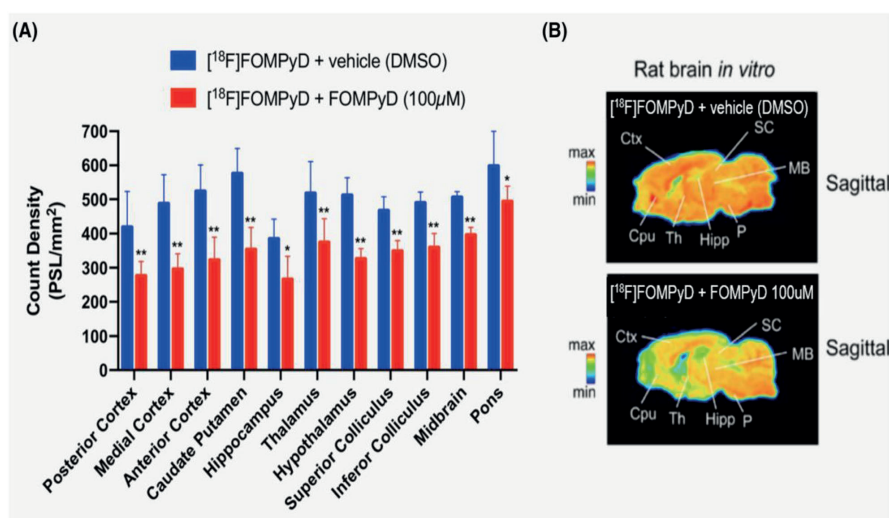 (A)
[¹⁸F]FOMPyD + vehicle (DMSO)
[¹⁸F]FOMPyD + FOMPyD (100µM)
Count Density
(PSL/mm²)
700
600
500
400
300
200
100
0
**
**
**
**
*
**
**
**
**
**
*
Posterior Cortex
Medial Cortex
Anterior Cortex
Caudate Putamen
Hippocampus
Thalamus
Hypothalamus
Superior Colliculus
Inferor Colliculus
Midbrain
Pons
(B)
Rat brain in vitro
[¹⁸F]FOMPyD + vehicle (DMSO)
Ctx
SC
MB
Cpu
Th
Hipp
P
max
min
Sagittal
[¹⁸F]FOMPyD + FOMPyD 100uM
Ctx
SC
MB
Cpu
Th
Hipp
P
max
min
Sagittal